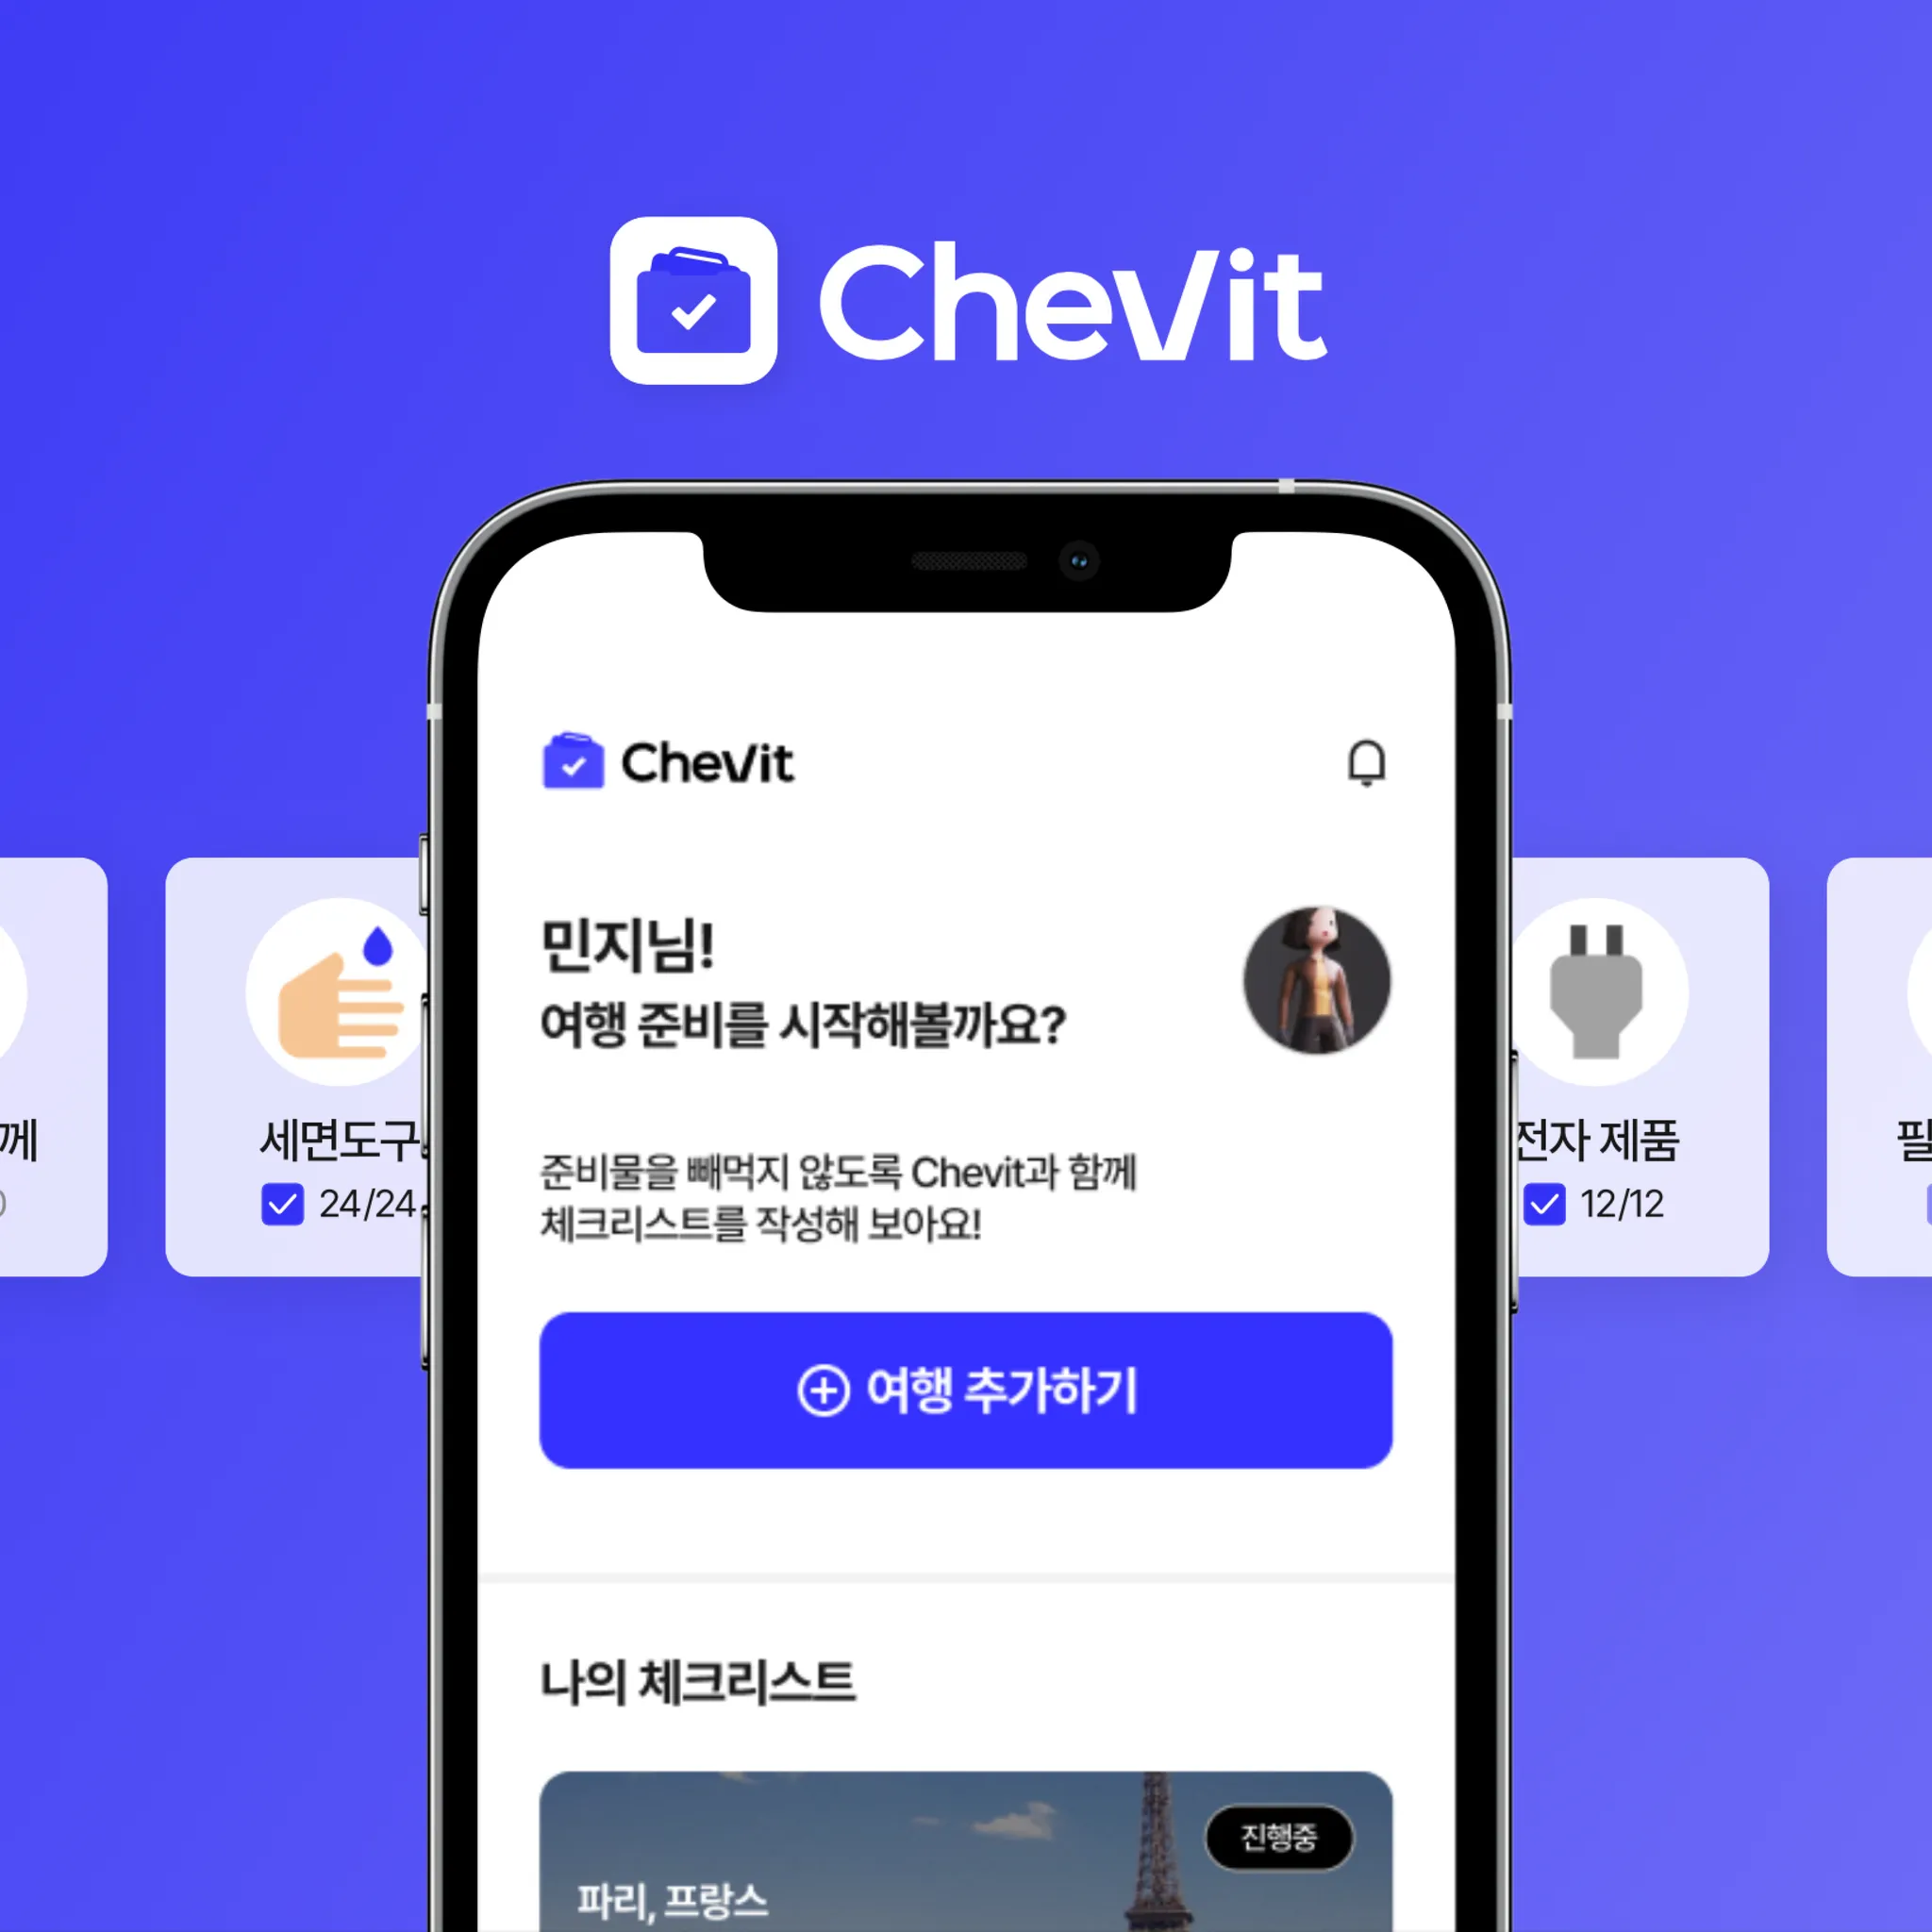 CheVit
CheVit
민지님!
여행 준비를 시작해볼까요?
께
세면도구
24/24
전자 제품
12/12
준비물을 빼먹지 않도록 Chevit과 함께
체크리스트를 작성해 보아요!
여행 추가하기
나의 체크리스트
진행중
파리, 프랑스